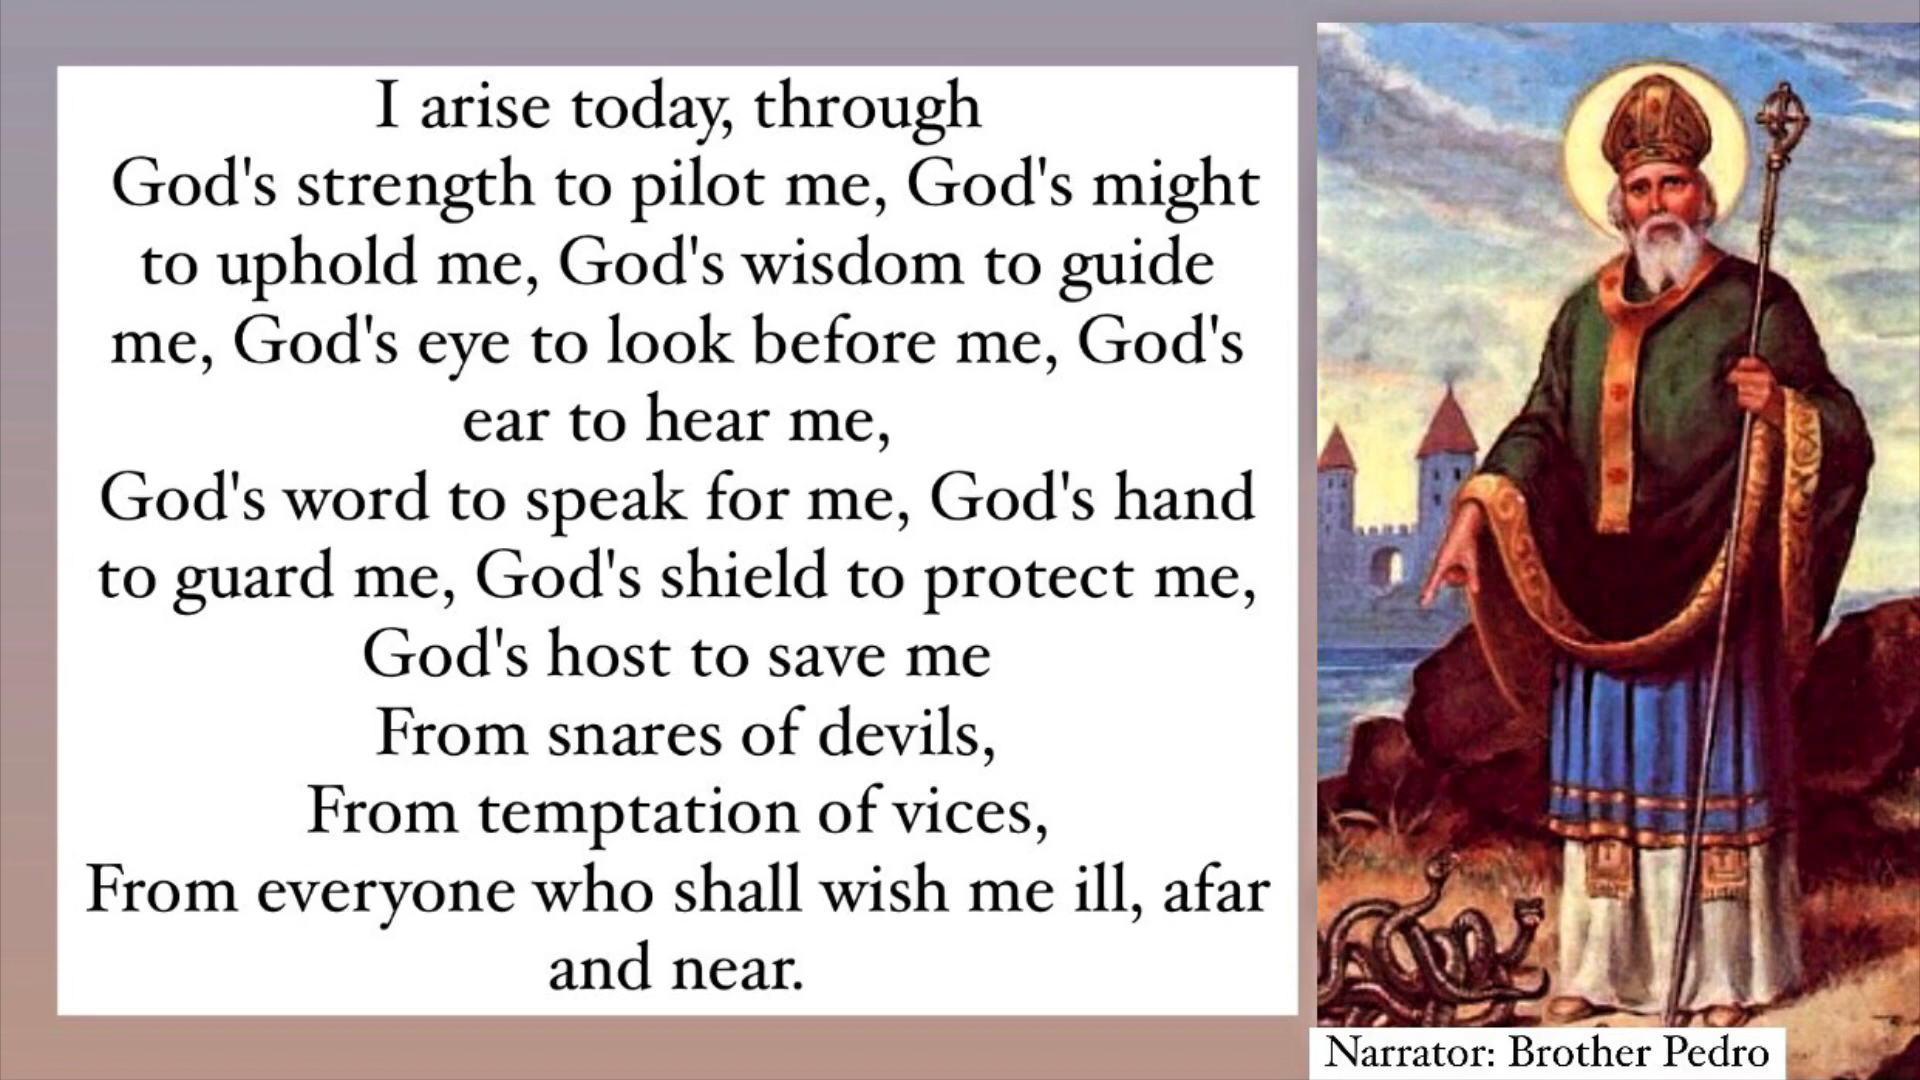 I arise today, through
God's strength to pilot me, God's might
to uphold me, God's wisdom to guide
me, God's eye to look before me, God's
ear to hear me,
God's word to speak for me, God's hand
to guard me, God's shield to protect me,
God's host to save me
From snares of devils,
From temptation of vices,
From everyone who shall wish me ill, afar
and near.
Narrator: Brother Pedro